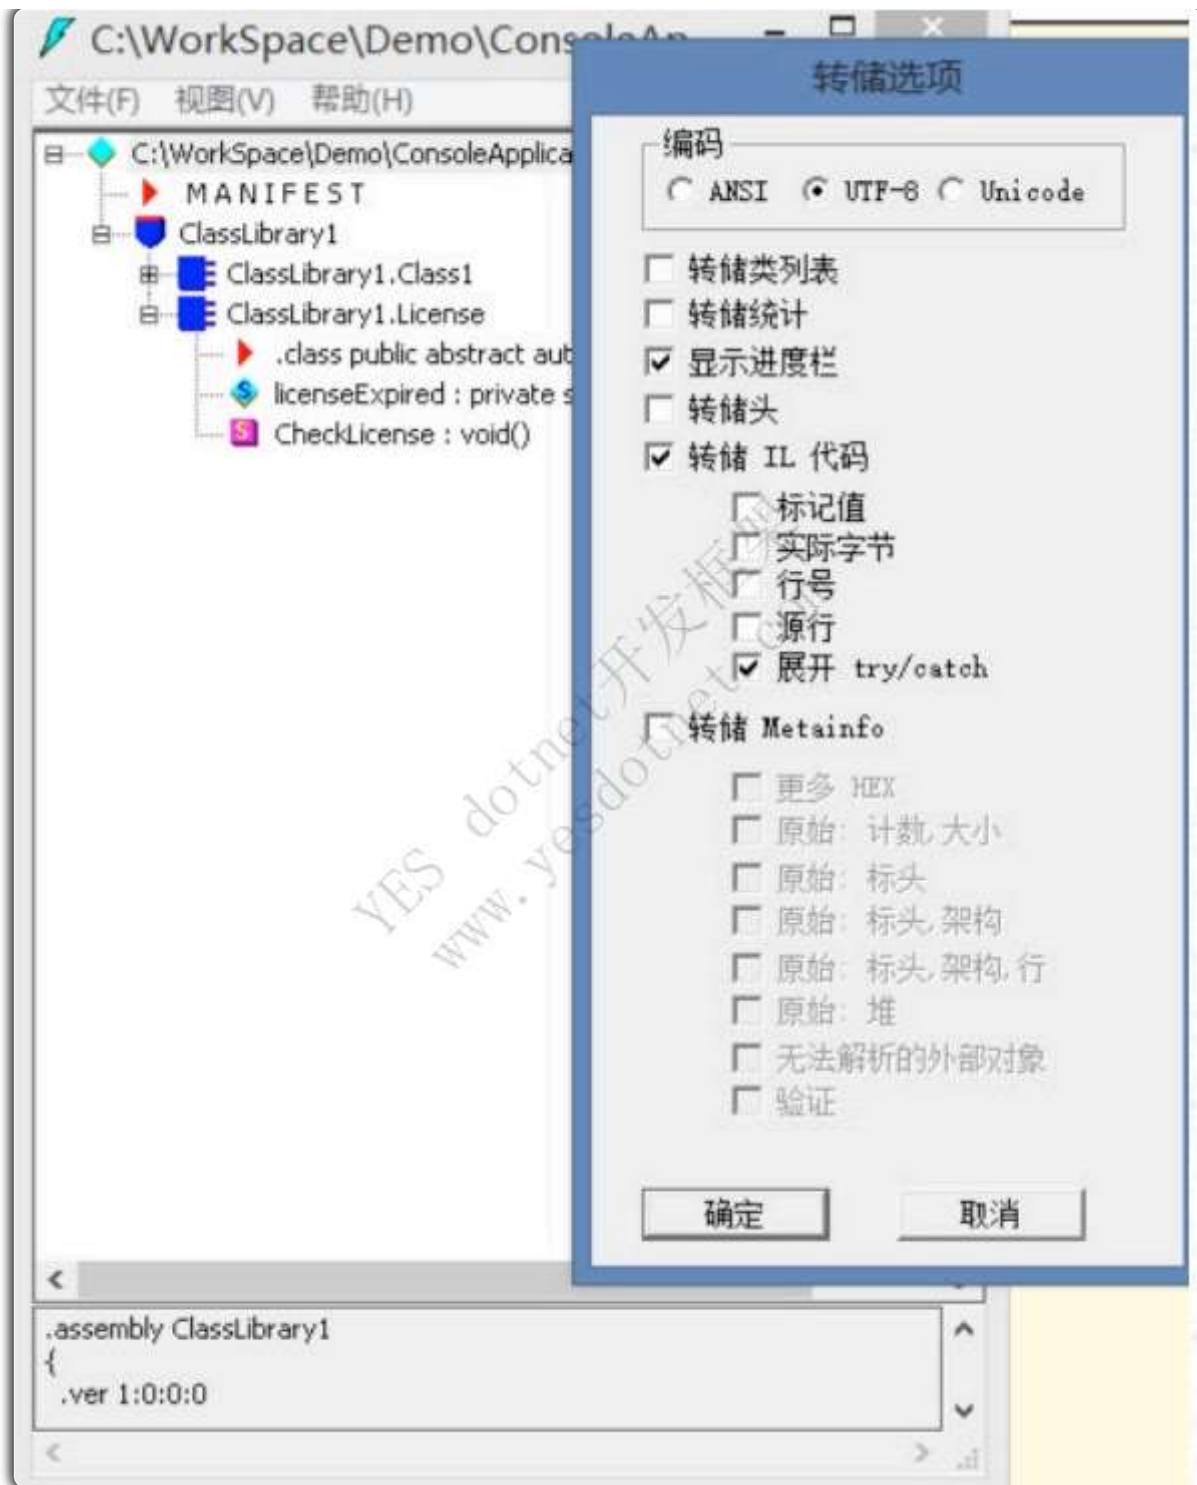 C:\WorkSpace\Demo\ConsoleAp
文件(F) 视图(V) 帮助(H)
C:\WorkSpace\Demo\ConsoleApplica
MANIFEST
ClassLibrary1
ClassLibrary1.Class1
ClassLibrary1.License
.class public abstract aut
licenseExpired : private s
CheckLicense : void()
.assembly ClassLibrary1
{
.ver 1:0:0:0
转储选项
编码
ANSI UTF-8 Unicode
转储类列表
转储统计
显示进度栏
转储头
转储 IL 代码
标记值
实际字节
行号
源行
展开 try/catch
转储 Metainfo
更多 HEX
原始: 计数,大小
原始: 标头
原始: 标头,架构
原始: 标头,架构,行
原始: 堆
无法解析的外部对象
验证
确定 取消
YES dotnet开发框架
www.yesdotnet.com